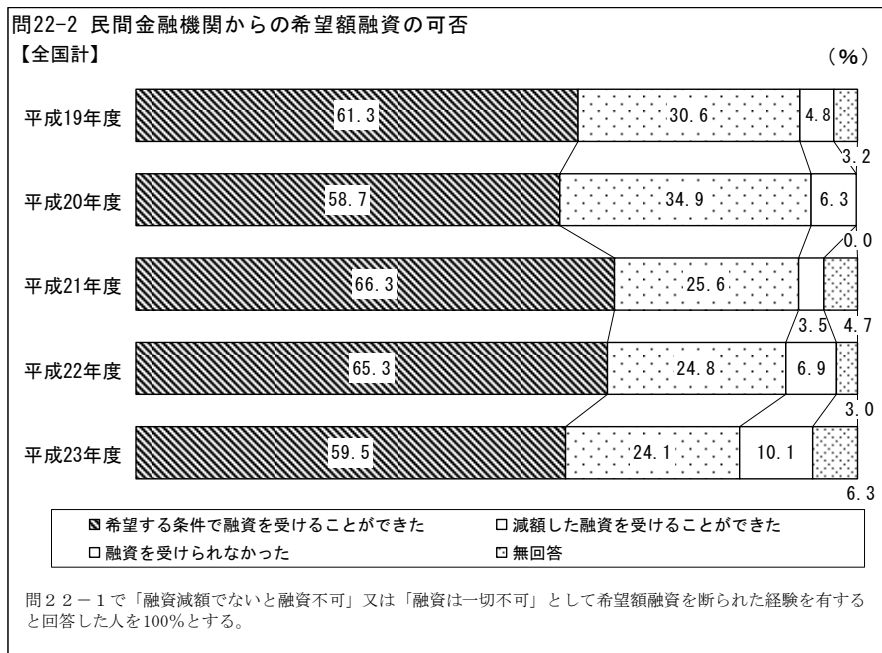 問22-2 民間金融機関からの希望額融資の可否
【全国計】
(%)
平成19年度 61.3 30.6 4.8 3.2
平成20年度 58.7 34.9 6.3 0.0
平成21年度 66.3 25.6 3.5 4.7
平成22年度 65.3 24.8 6.9 3.0
平成23年度 59.5 24.1 10.1 6.3
希望する条件で融資を受けることができた 減額した融資を受けることができた
融資を受けられなかった 無回答
問22-1で「融資減額でないと融資不可」又は「融資は一切不可」として希望額融資を断られた経験を有する
と回答した人を100%とする。